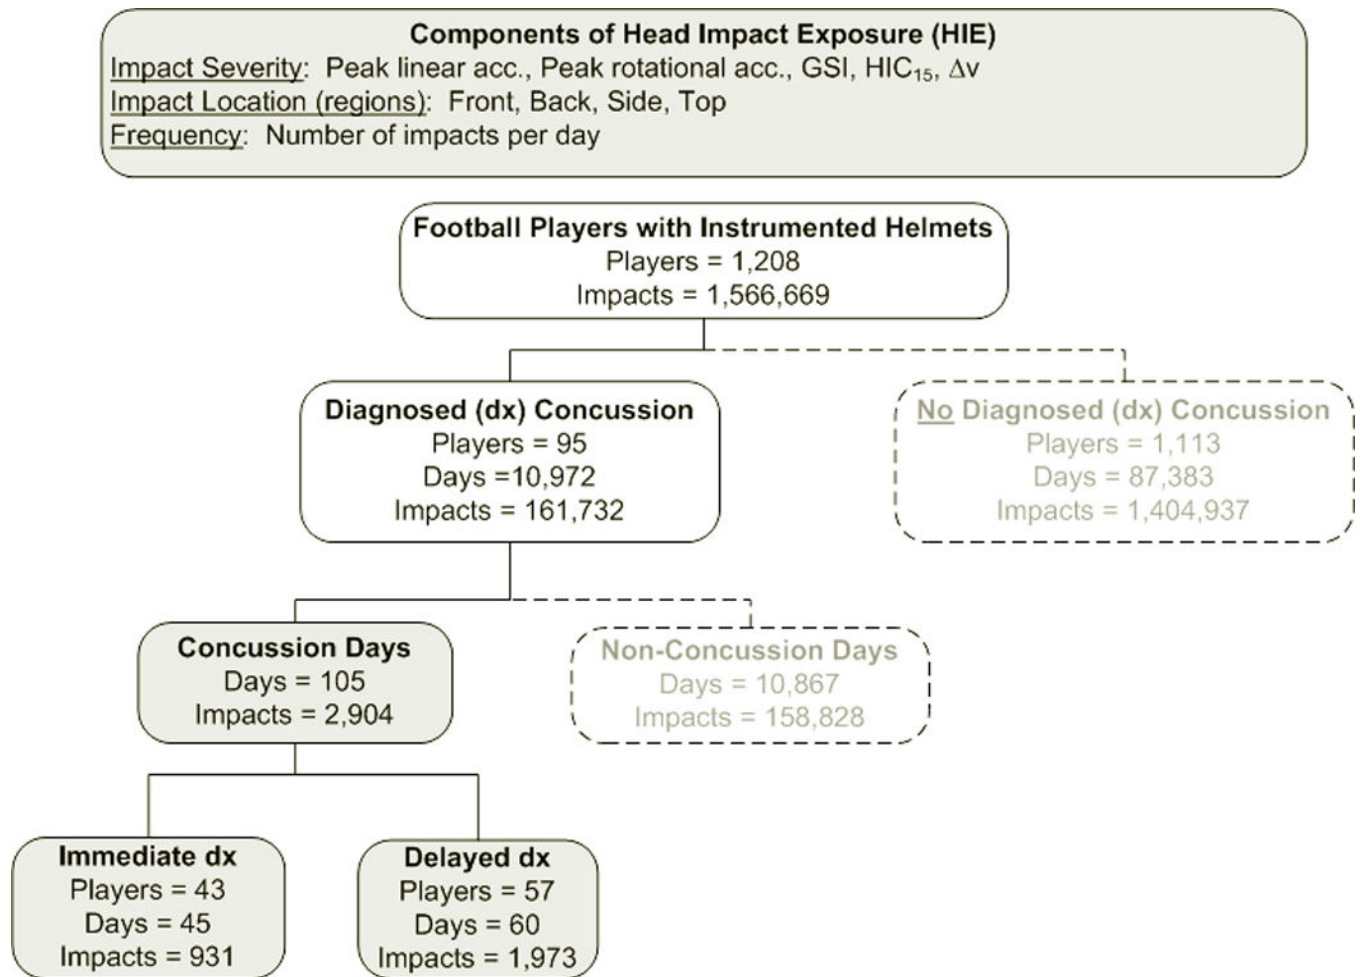 Components of Head Impact Exposure (HIE)
Impact Severity: Peak linear acc., Peak rotational acc., GSI, HIC₁₅, Δv
Impact Location (regions): Front, Back, Side, Top
Frequency: Number of impacts per day
Football Players with Instrumented Helmets
Players = 1,208
Impacts = 1,566,669
Diagnosed (dx) Concussion
Players = 95
Days =10,972
Impacts = 161,732
No Diagnosed (dx) Concussion
Players = 1,113
Days = 87,383
Impacts = 1,404,937
Concussion Days
Days = 105
Impacts = 2,904
Non-Concussion Days
Days = 10,867
Impacts = 158,828
Immediate dx
Players = 43
Days = 45
Impacts = 931
Delayed dx
Players = 57
Days = 60
Impacts = 1,973